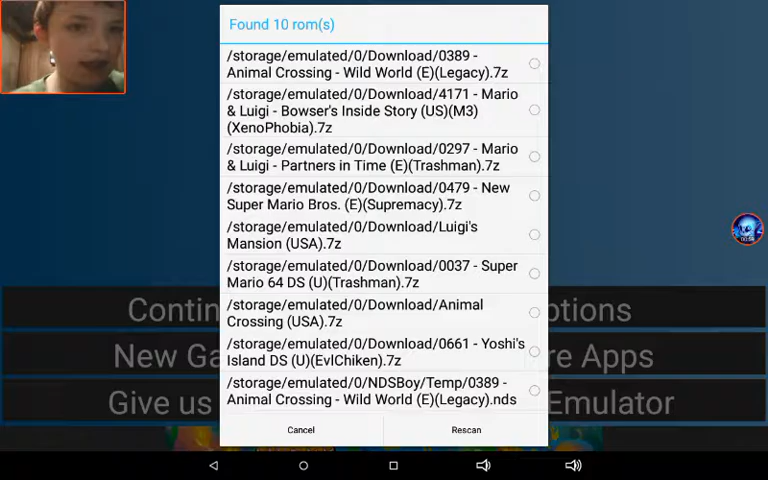 Found 10 rom(s)
/storage/emulated/0/Download/0389 -
Animal Crossing - Wild World (E)(Legacy).7z
/storage/emulated/0/Download/4171 - Mario
& Luigi - Bowser's Inside Story (US)(M3)
(XenoPhobia).7z
/storage/emulated/0/Download/0297 - Mario
& Luigi - Partners in Time (E)(Trashman).7z
/storage/emulated/0/Download/0479 - New
Super Mario Bros. (E)(Supremacy).7z
/storage/emulated/0/Download/Luigi's
Mansion (USA).7z
/storage/emulated/0/Download/0037 - Super
Mario 64 DS (U)(Trashman).7z
/storage/emulated/0/Download/Animal
Crossing (USA).7z
/storage/emulated/0/Download/0661 - Yoshi's
Island DS (U)(EvlChiken).7z
/storage/emulated/0/NDSBoy/Temp/0389 -
Animal Crossing - Wild World (E)(Legacy).nds
Cancel Rescan
Contin ptions
New Ga re Apps
Give us Emulator